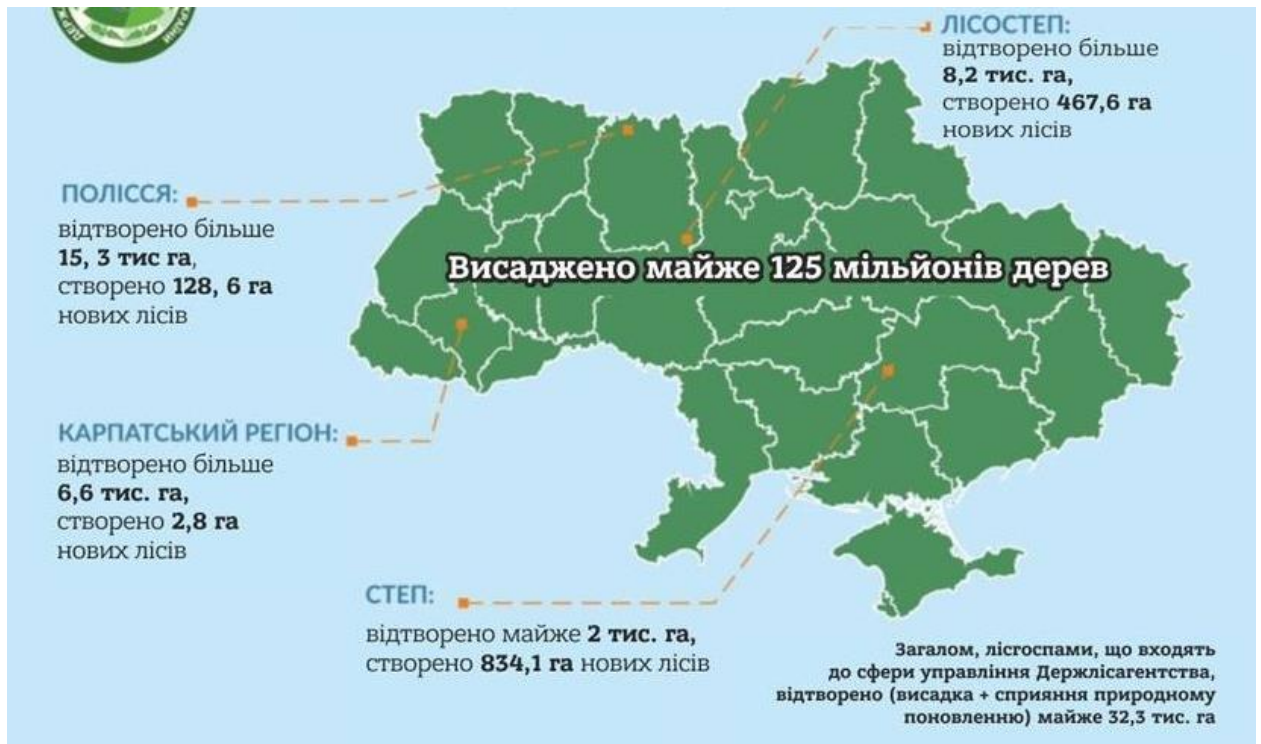 ДЕРЖ
УКРАЇНИ
ЛІСОСТЕП:
відтворено більше
8,2 тис. га,
створено 467,6 га
нових лісів
ПОЛІССЯ:
відтворено більше
15, 3 тис га,
створено 128, 6 га
нових лісів
Висаджено майже 125 мільйонів дерев
КАРПАТСЬКИЙ РЕГІОН:
відтворено більше
6,6 тис. га,
створено 2,8 га
нових лісів
СТЕП:
відтворено майже 2 тис. га,
створено 834,1 га нових лісів
Загалом, лісгоспами, що входять
до сфери управління Держлісагентства,
відтворено (висадка + сприяння природному
поновленню) майже 32,3 тис. га